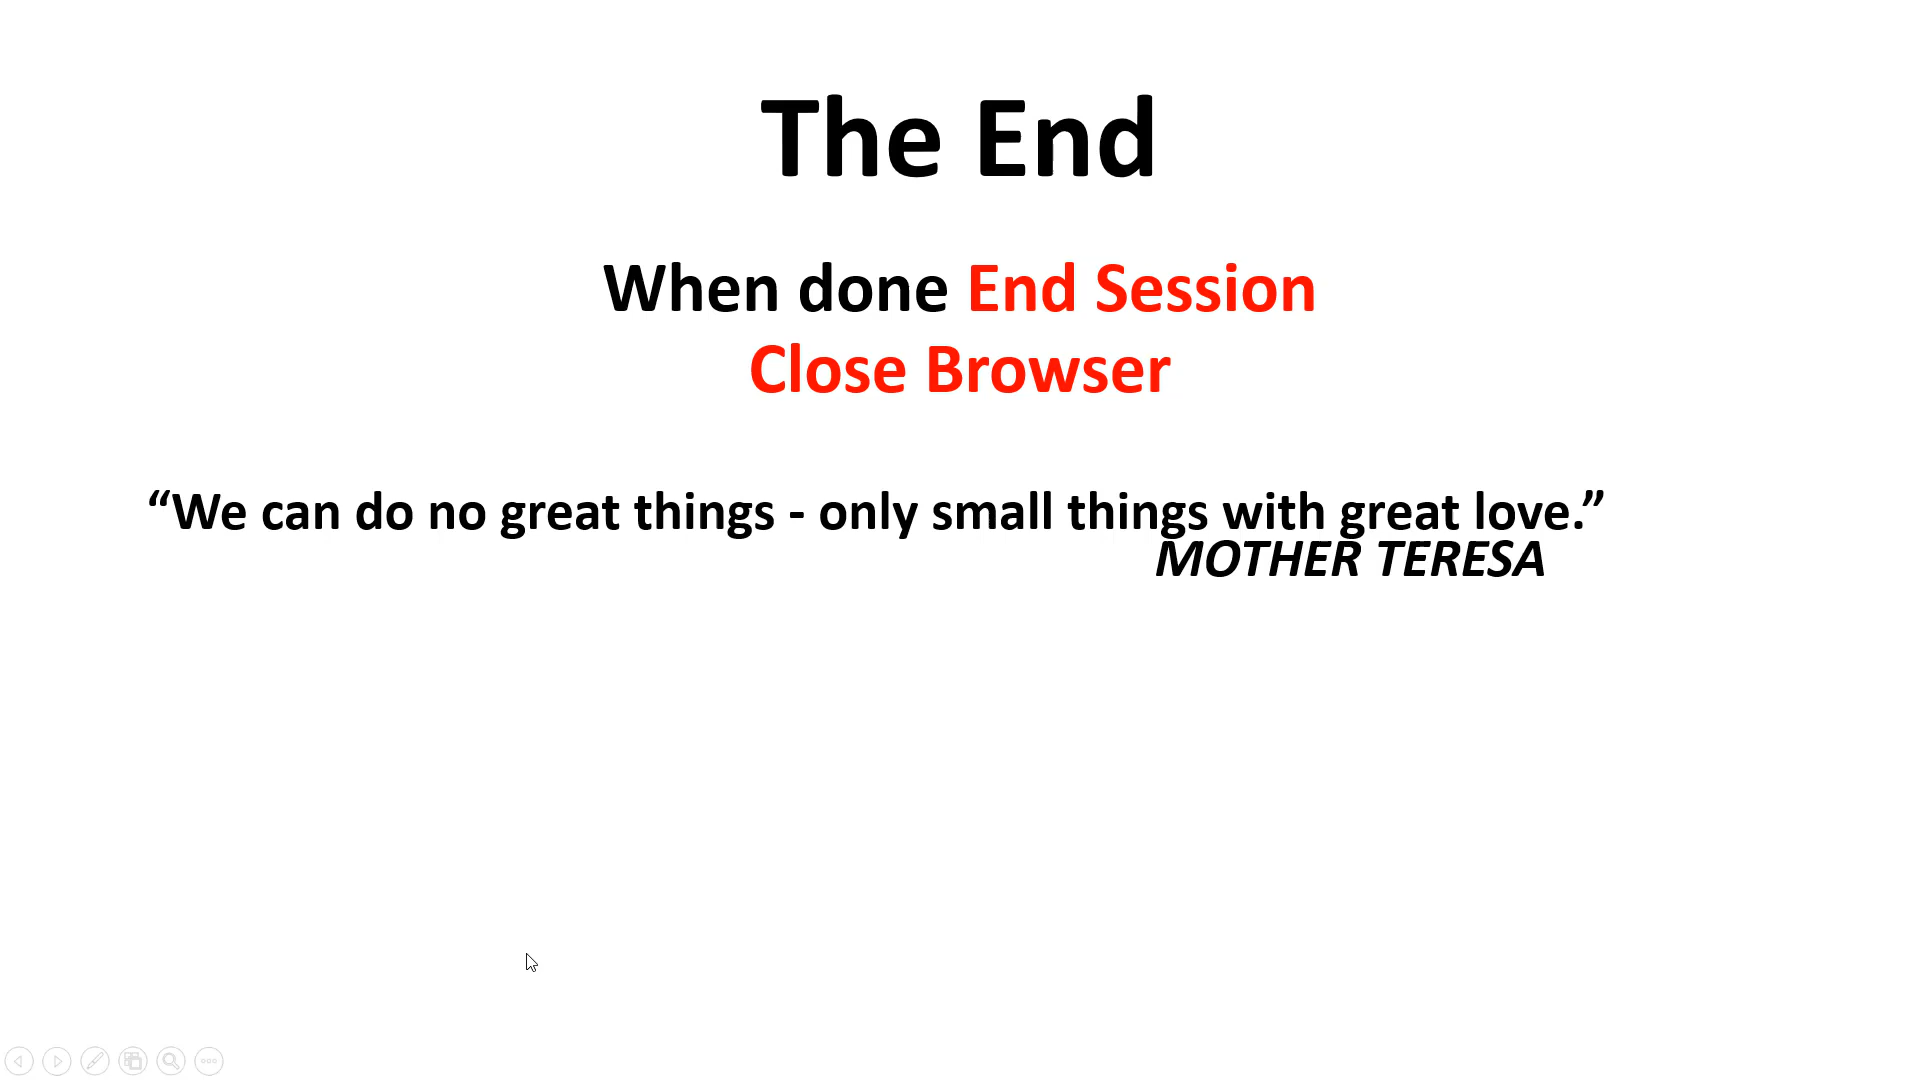 The End
When done End Session
Close Browser
“We can do no great things - only small things with great love.”
MOTHER TERESA